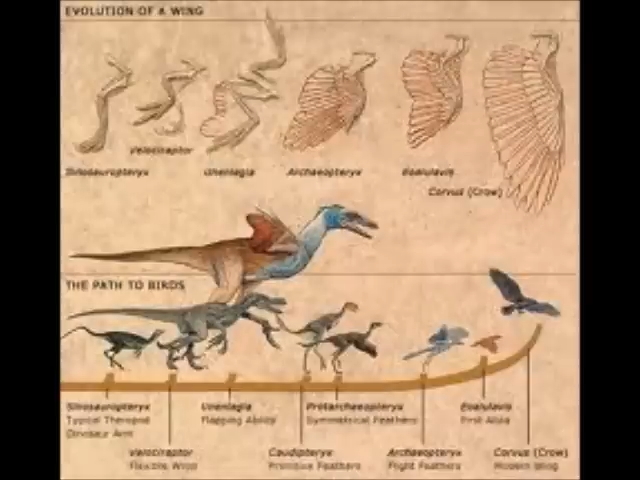 EVOLUTION OF A WING
Velociraptor
Sinosauropteryx
Unenlagia
Archaeopteryx
Eoalulavis
Corvus (Crow)
THE PATH TO BIRDS
Sinosauropteryx
Typical Theropod
Dinosaur Arm
Unenlagia
Flapping Ability
Protarchaeopteryx
Symmetrical Feathers
Eoalulavis
First Alula
Velociraptor
Flexible Wrist
Caudipteryx
Primitive Feathers
Archaeopteryx
Flight Feathers
Corvus (Crow)
Modern Wing